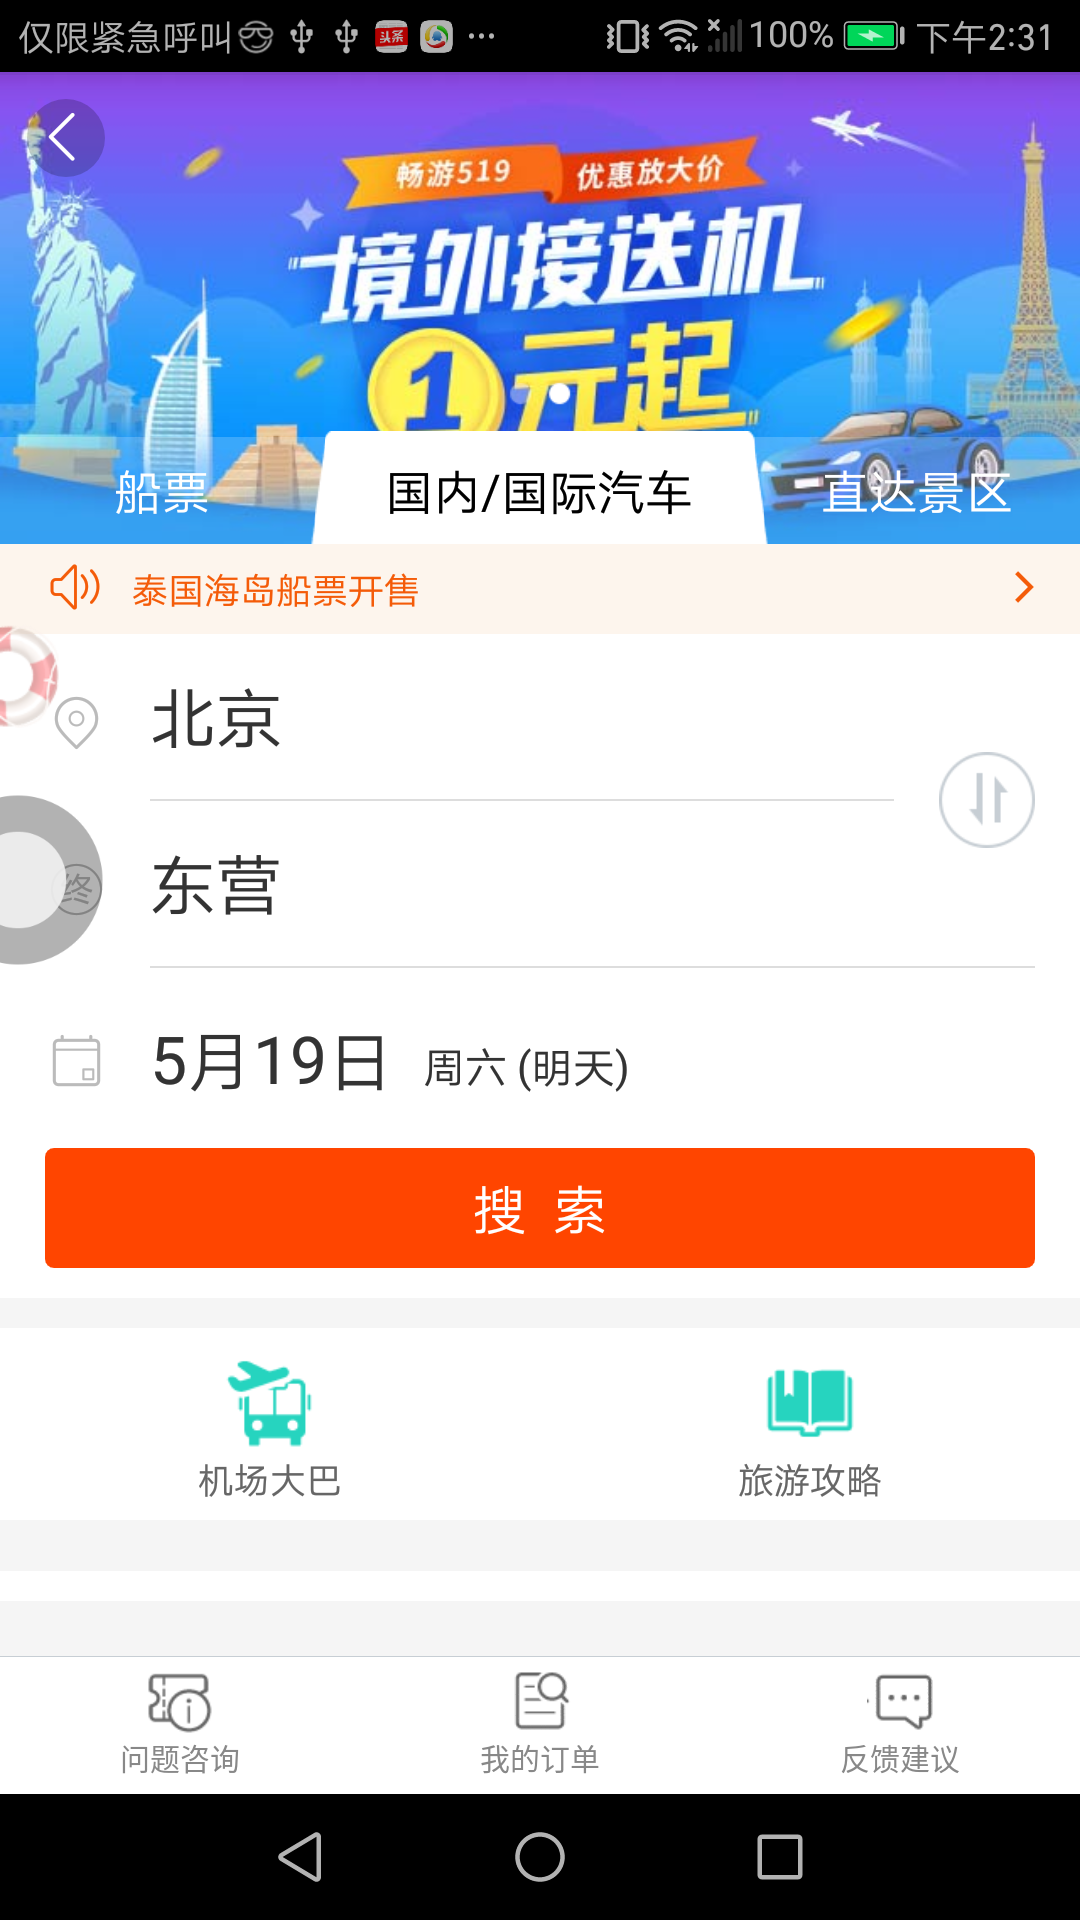 仅限紧急呼叫 头条 ··· 100% 下午2:31
畅游519 优惠放大价
"境外接送机
1元起"
船票 国内/国际汽车 直达景区
泰国海岛船票开售
北京
终 东营
5月19日 周六 (明天)
搜 索
机场大巴 旅游攻略
问题咨询 我的订单 反馈建议